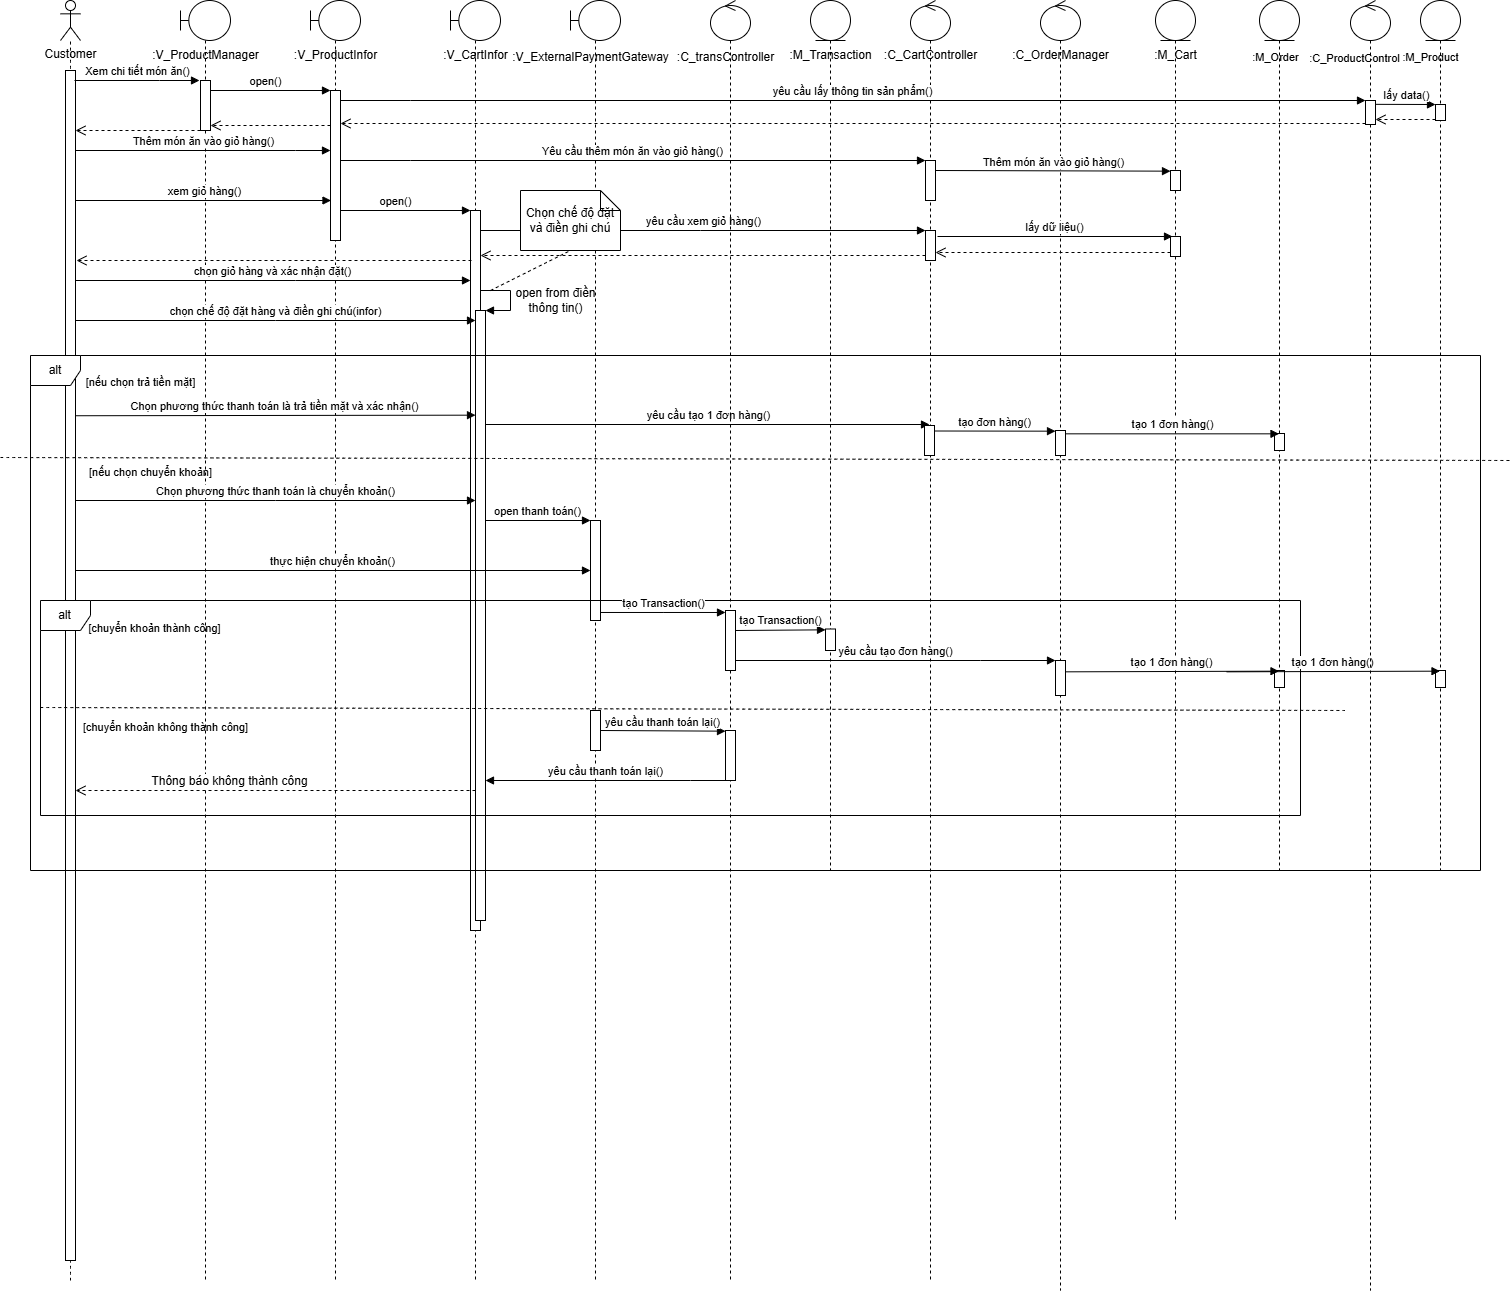 Customer
:V_ProductManager
:V_ProductInfor
:V_CartInfor
:V_ExternalPaymentGateway
:C_transController
:M_Transaction
:C_CartController
:C_OrderManager
:M_Cart
:M_Order
:C_ProductControl
:M_Product
Xem chi tiết món ăn()
open()
yêu cầu lấy thông tin sản phẩm()
lấy data()
Thêm món ăn vào giỏ hàng()
Yêu cầu thêm món ăn vào giỏ hàng()
Thêm món ăn vào giỏ hàng()
xem giỏ hàng()
open()
Chọn chế độ đặt
và điền ghi chú
yêu cầu xem giỏ hàng()
lấy dữ liệu()
chọn giỏ hàng và xác nhận đặt()
open from điền
thông tin()
chọn chế độ đặt hàng và điền ghi chú(infor)
alt
[nếu chọn trả tiền mặt]
Chọn phương thức thanh toán là trả tiền mặt và xác nhận()
yêu cầu tạo 1 đơn hàng()
tạo đơn hàng()
tạo 1 đơn hàng()
[nếu chọn chuyển khoản]
Chọn phương thức thanh toán là chuyển khoản()
open thanh toán()
thực hiện chuyển khoản()
alt
tạo Transaction()
[chuyển khoản thành công]
tạo Transaction()
yêu cầu tạo đơn hàng()
tạo 1 đơn hàng()
tạo 1 đơn hàng()
[chuyển khoản không thành công]
yêu cầu thanh toán lại()
yêu cầu thanh toán lại()
Thông báo không thành công